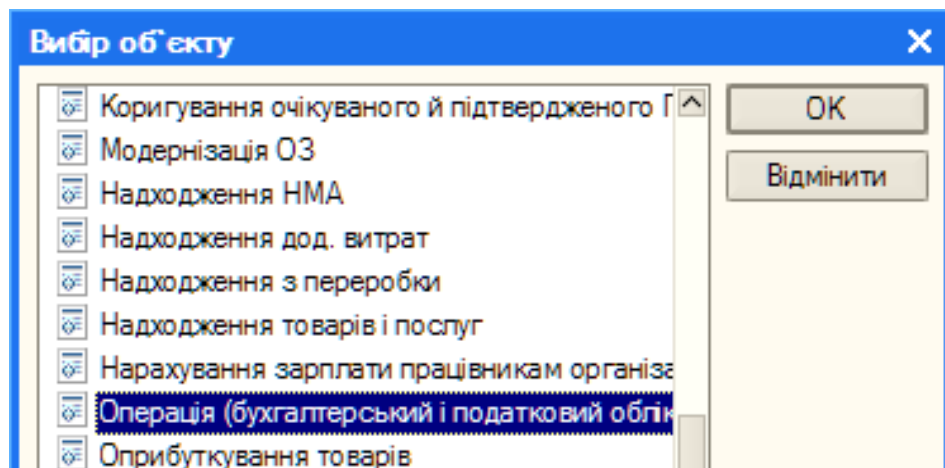 Вибір об`єкту
Коригування очікуваного й підтвердженого
OK
Модернізація ОЗ
Відмінити
Надходження НМА
Надходження дод. витрат
Надходження з переробки
Надходження товарів і послуг
Нарахування зарплати працівникам організа
Операція (бухгалтерський і податковий облік
Оприбуткування товарів